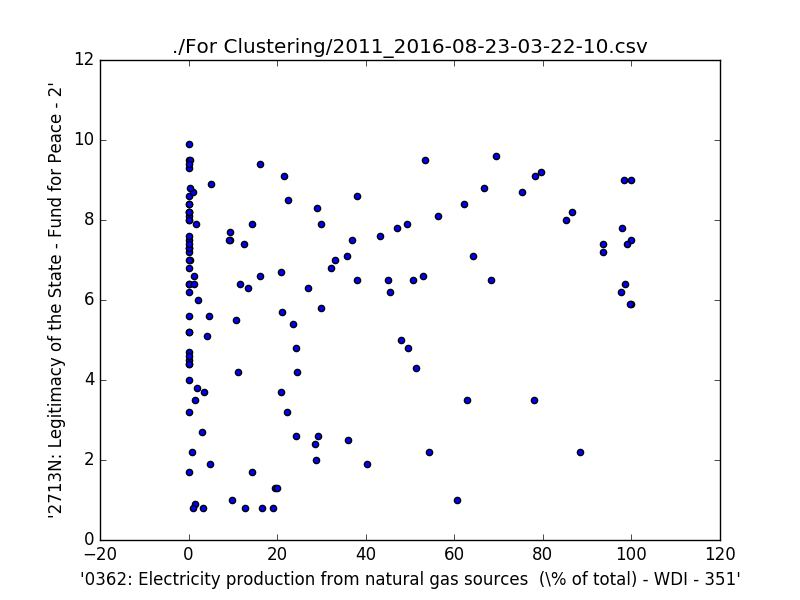 ./For Clustering/2011_2016-08-23-03-22-10.csv
12
10
8
6
4
2
0
'2713N: Legitimacy of the State - Fund for Peace - 2'
−20 0 20 40 60 80 100 120
'0362: Electricity production from natural gas sources  (\% of total) - WDI - 351'